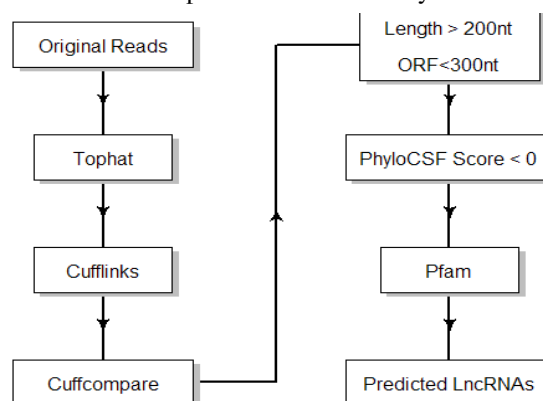 Original Reads
Tophat
Cufflinks
Cuffcompare
Length > 200nt
ORF<300nt
PhyloCSF Score < 0
Pfam
Predicted LncRNAs